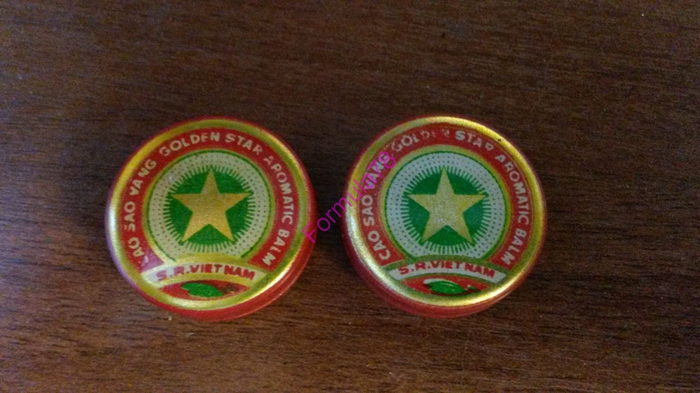 CAO SAO VANG GOLDEN STAR AROMATIC BALM
S.R.VIETNAM
CAO SAO VANG GOLDEN STAR AROMATIC BALM
S.R.VIETNAM